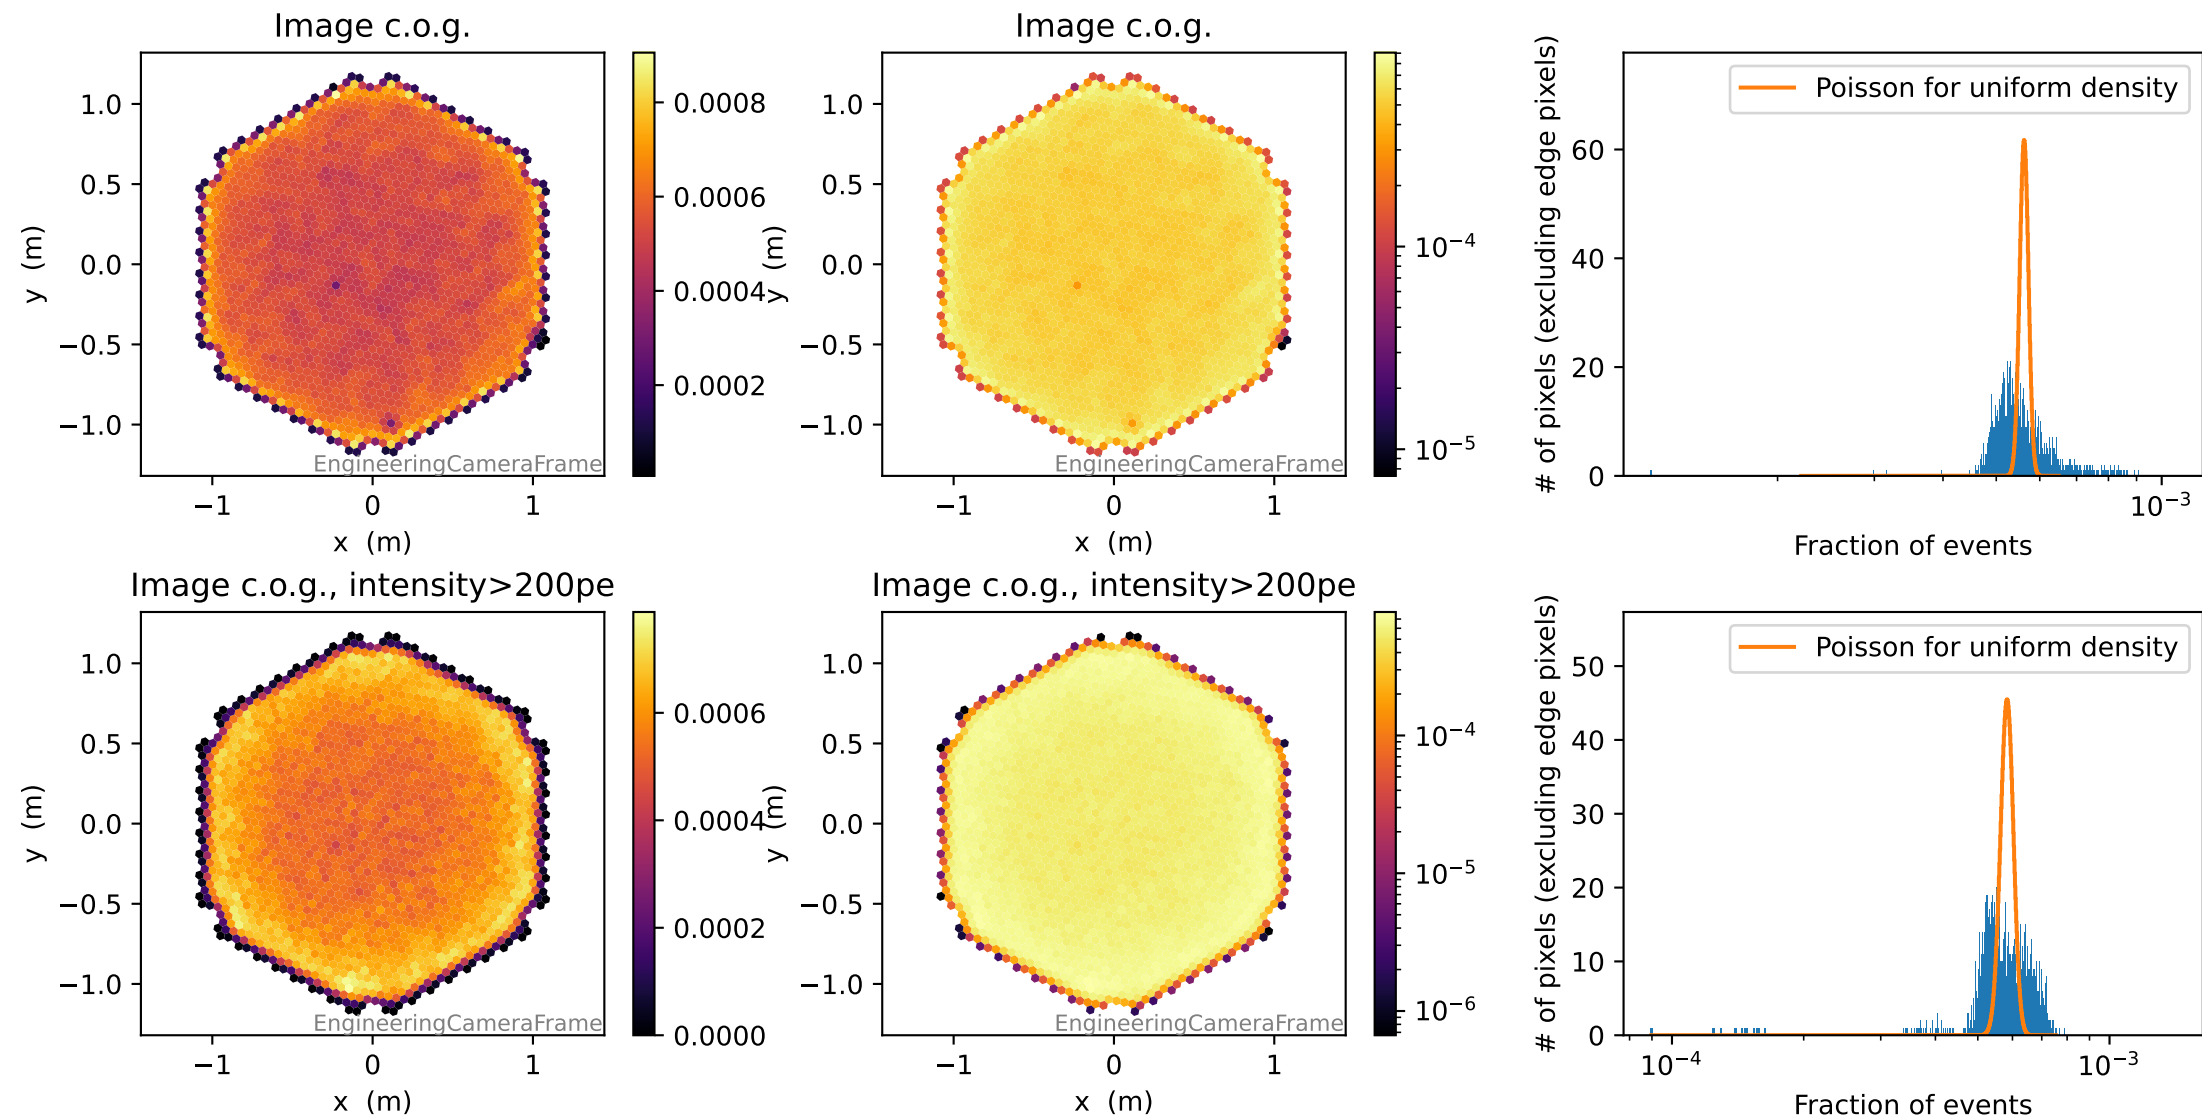 Image c.o.g.
1.0
0.5
0.0
−0.5
−1.0
y (m)
−1
0
1
x (m)
EngineeringCameraFrame
0.0008
0.0006
0.0004
0.0002
Image c.o.g.
1.0
0.5
0.0
−0.5
−1.0
y (m)
−1
0
1
x (m)
EngineeringCameraFrame
10−4
10−5
# of pixels (excluding edge pixels)
60
40
20
0
Poisson for uniform density
10−3
Fraction of events
Image c.o.g., intensity>200pe
1.0
0.5
0.0
−0.5
−1.0
y (m)
−1
0
1
x (m)
EngineeringCameraFrame
0.0006
0.0004
0.0002
0.0000
Image c.o.g., intensity>200pe
1.0
0.5
0.0
−0.5
−1.0
y (m)
−1
0
1
x (m)
EngineeringCameraFrame
10−4
10−5
10−6
# of pixels (excluding edge pixels)
50
40
30
20
10
0
Poisson for uniform density
10−4
10−3
Fraction of events